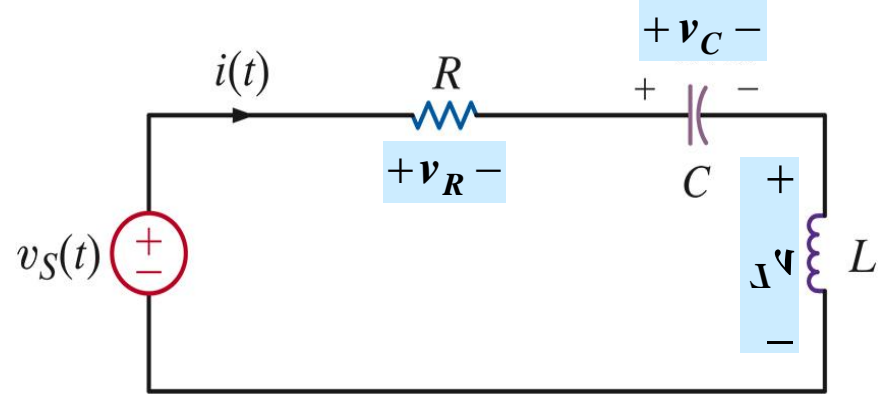 + v_C −
i(t)
R
+ −
+ v_R −
C
+
v_S(t)
+
−
v_L
L
−